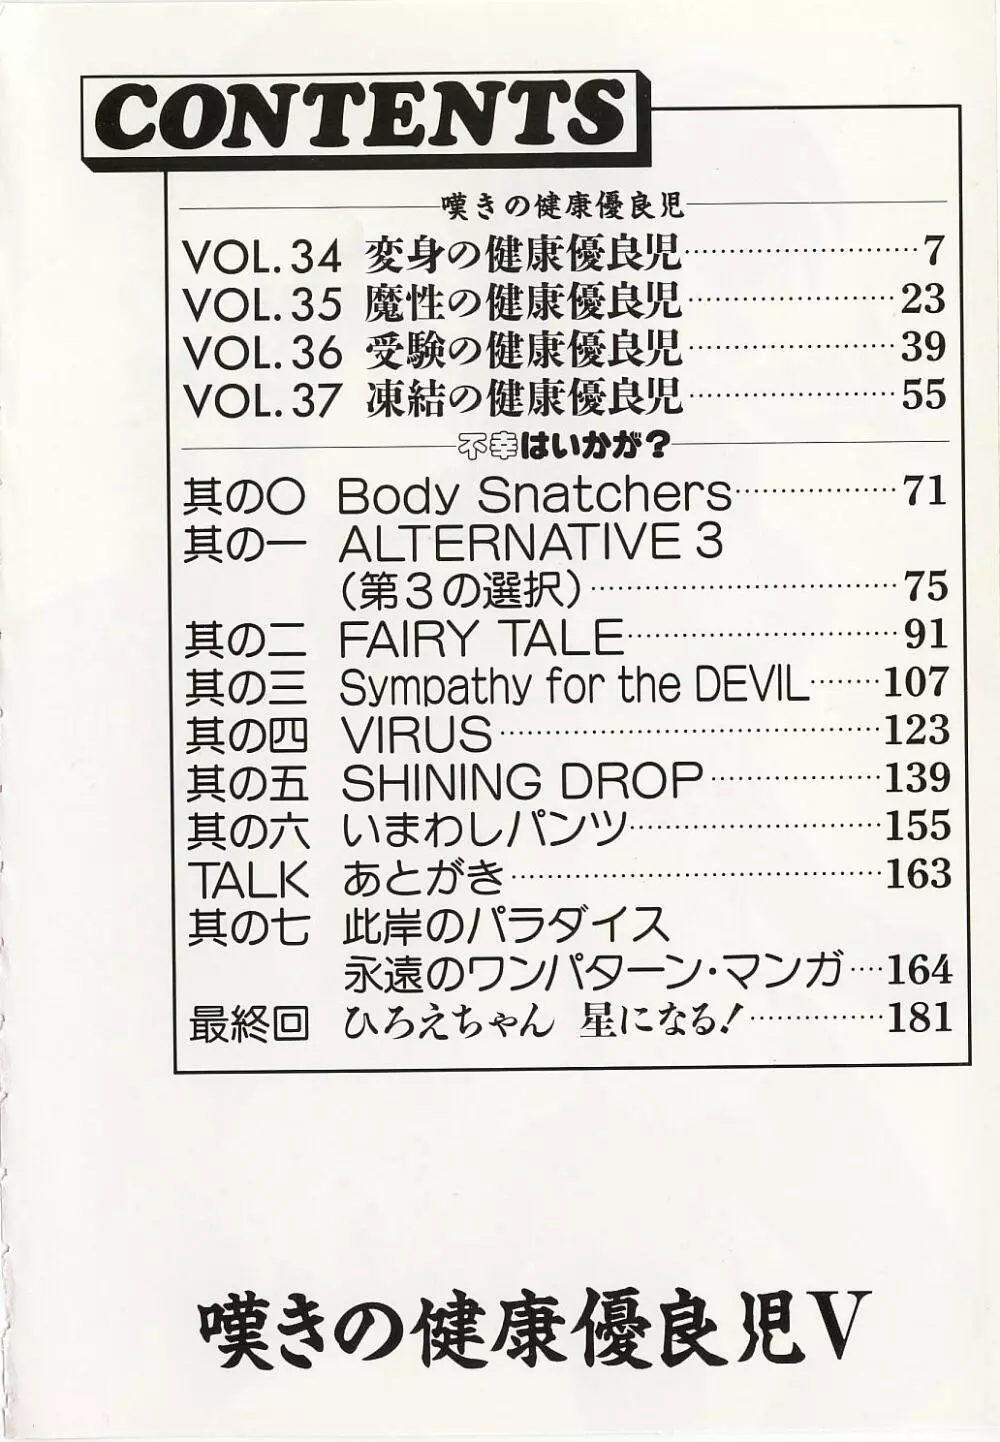 CONTENTS
嘆きの健康優良児
VOL.34 変身の健康優良児……………………7
VOL.35 魔性の健康優良児…………………23
VOL.36 受験の健康優良児…………………39
VOL.37 凍結の健康優良児…………………55
不幸はいかが?
其の〇 Body Snatchers………………71
其の一 ALTERNATIVE 3
(第3の選択)…………………………75
其の二 FAIRY TALE………………………91
其の三 Sympathy for the DEVIL……107
其の四 VIRUS………………………………123
其の五 SHINING DROP………………139
其の六 いまわしパンツ……………………155
TALK あとがき………………………………163
其の七 此岸のパラダイス
永遠のワンパターン・マンガ…164
最終回 ひろえちゃん 星になる!…………181
嘆きの健康優良児V